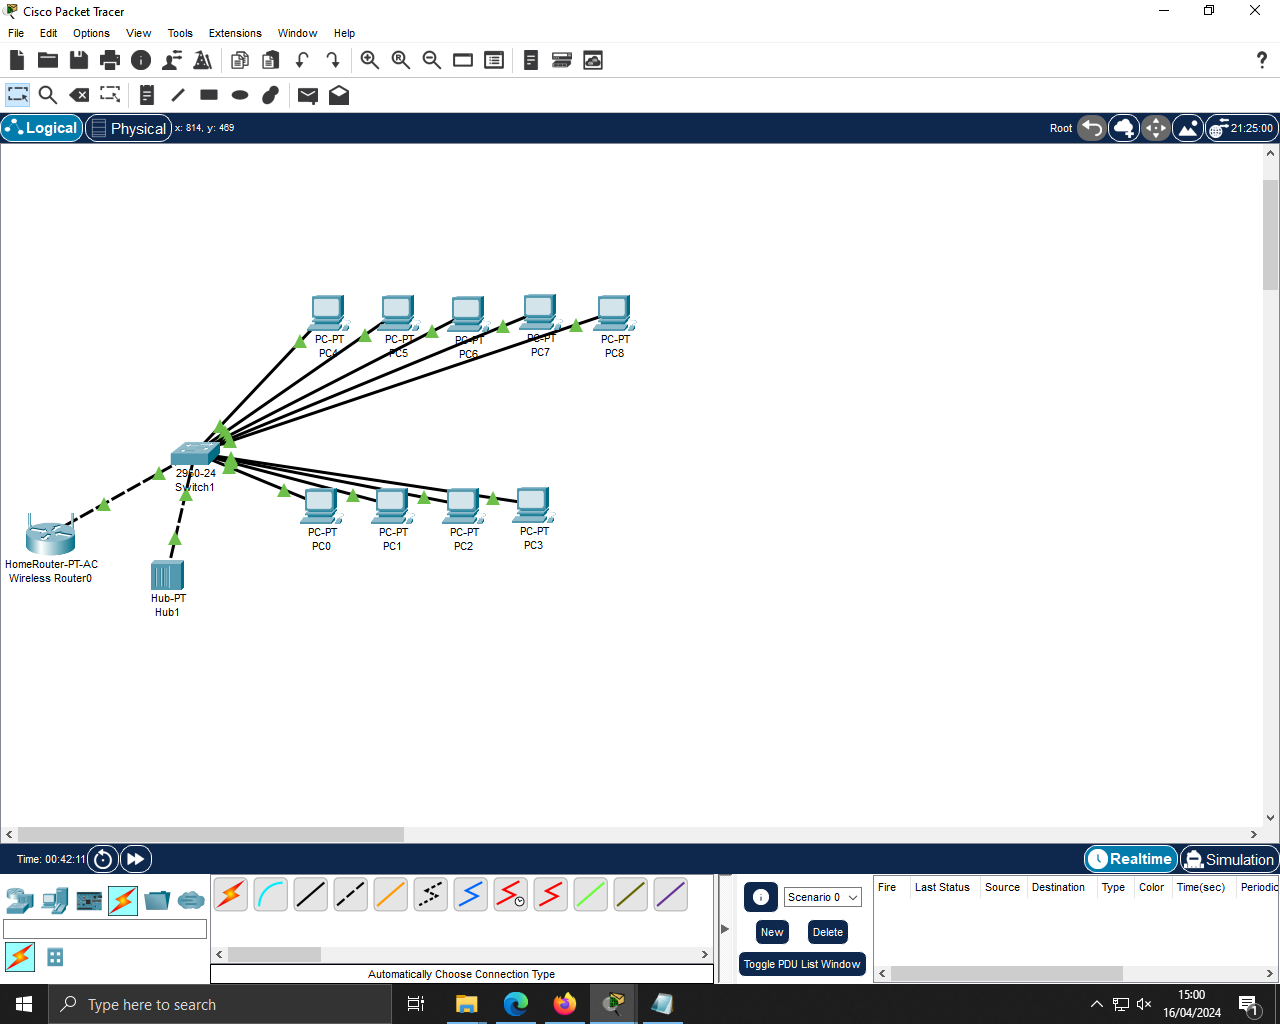 Cisco Packet Tracer
File Edit Options View Tools Extensions Window Help
Logical Physical x: 814, y: 469 Root 21:25:00
PC-PT PC-PT PC-PT PC-PT PC-PT
PC4 PC5 PC6 PC7 PC8
2950-24
Switch1
PC-PT PC-PT PC-PT PC-PT
PC0 PC1 PC2 PC3
HomeRouter-PT-AC
Wireless Router0
Hub-PT
Hub1
Time: 00:42:11 Realtime Simulation
Scenario 0
New Delete
Toggle PDU List Window
Fire Last Status Source Destination Type Color Time(sec) Periodic
Automatically Choose Connection Type
Type here to search
15:00
16/04/2024
1